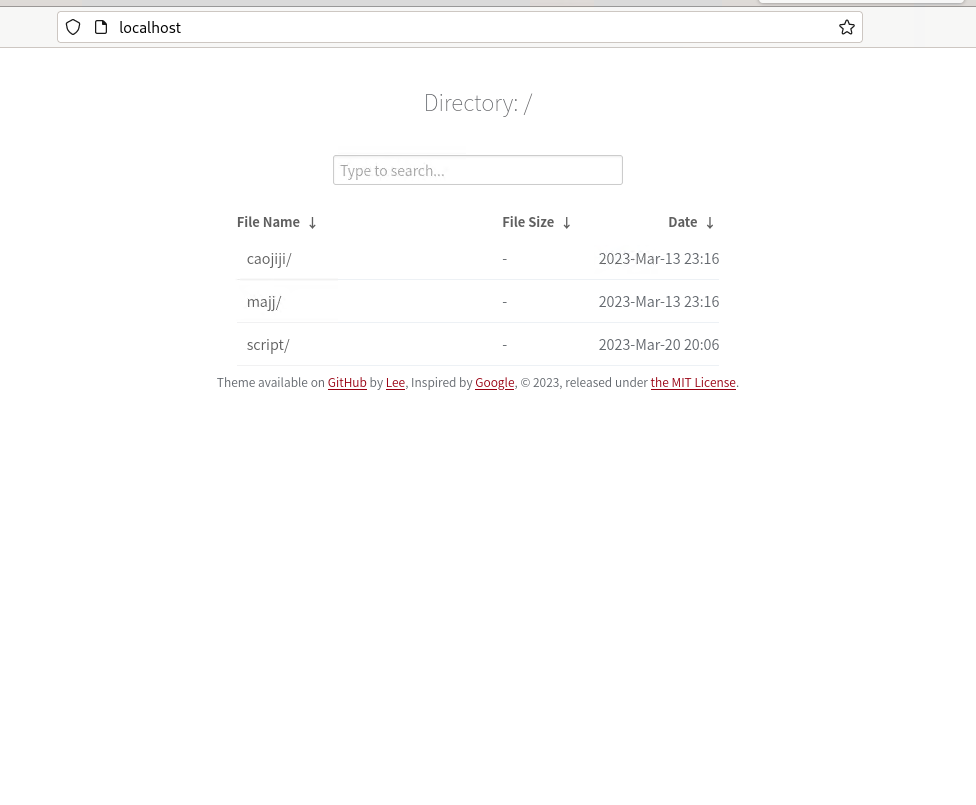 localhost
Directory: /
Type to search...
File Name ↓ File Size ↓ Date ↓
caojiji/ - 2023-Mar-13 23:16
majj/ - 2023-Mar-13 23:16
script/ - 2023-Mar-20 20:06
Theme available on GitHub by Lee, Inspired by Google, © 2023, released under the MIT License.